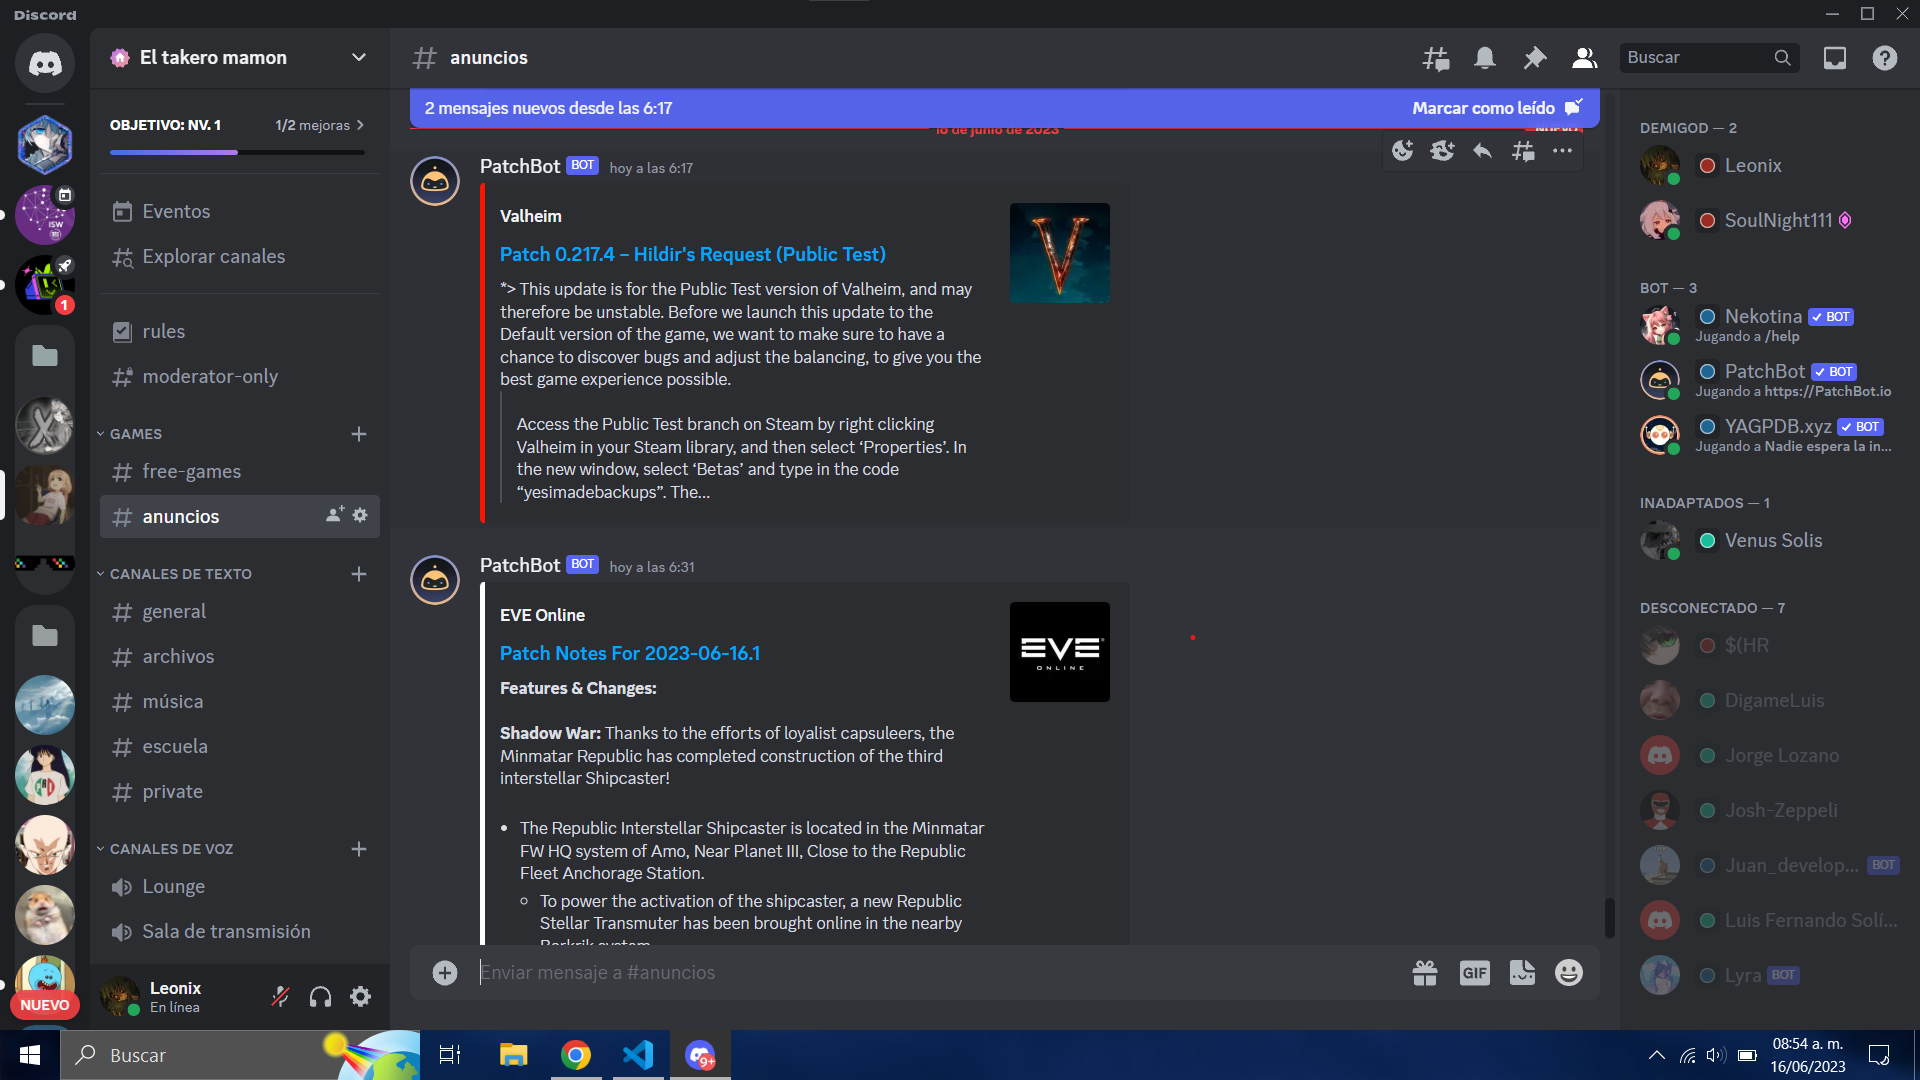 Discord
El takero mamon
OBJETIVO: NV. 1
1/2 mejoras
Eventos
Explorar canales
rules
moderator-only
GAMES
free-games
anuncios
CANALES DE TEXTO
general
archivos
música
escuela
private
CANALES DE VOZ
Lounge
Sala de transmisión
ISW
1
NUEVO
Leonix
En línea
anuncios
Buscar
2 mensajes nuevos desde las 6:17
Marcar como leído
16 de junio de 2023
NUEVO
PatchBot BOT hoy a las 6:17
Valheim
Patch 0.217.4 – Hildir's Request (Public Test)
*> This update is for the Public Test version of Valheim, and may
therefore be unstable. Before we launch this update to the
Default version of the game, we want to make sure to have a
chance to discover bugs and adjust the balancing, to give you the
best game experience possible.
Access the Public Test branch on Steam by right clicking
Valheim in your Steam library, and then select ‘Properties’. In
the new window, select ‘Betas’ and type in the code
“yesimadebackups”. The...
PatchBot BOT hoy a las 6:31
EVE Online
Patch Notes For 2023-06-16.1
EVE
ONLINE
Features & Changes:
Shadow War: Thanks to the efforts of loyalist capsuleers, the
Minmatar Republic has completed construction of the third
interstellar Shipcaster!
• The Republic Interstellar Shipcaster is located in the Minmatar
FW HQ system of Amo, Near Planet III, Close to the Republic
Fleet Anchorage Station.
To power the activation of the shipcaster, a new Republic
Stellar Transmuter has been brought online in the nearby
Enviar mensaje a #anuncios
GIF
DEMIGOD — 2
Leonix
SoulNight111
BOT — 3
Nekotina BOT
Jugando a /help
PatchBot BOT
Jugando a https://PatchBot.io
YAGPDB.xyz BOT
Jugando a Nadie espera la in...
INADAPTADOS — 1
Venus Solis
DESCONECTADO — 7
$(HR
DigameLuis
Jorge Lozano
Josh-Zeppeli
Juan_develop... BOT
Luis Fernando Solí...
Lyra BOT
Buscar
9+
08:54 a. m.
16/06/2023